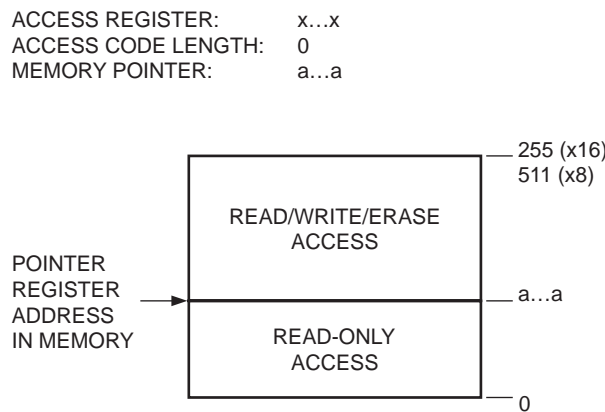 ACCESS REGISTER: x…x
ACCESS CODE LENGTH: 0
MEMORY POINTER: a…a
255 (x16)
511 (x8)
READ/WRITE/ERASE
ACCESS
POINTER
REGISTER
ADDRESS
IN MEMORY
a…a
READ-ONLY
ACCESS
0